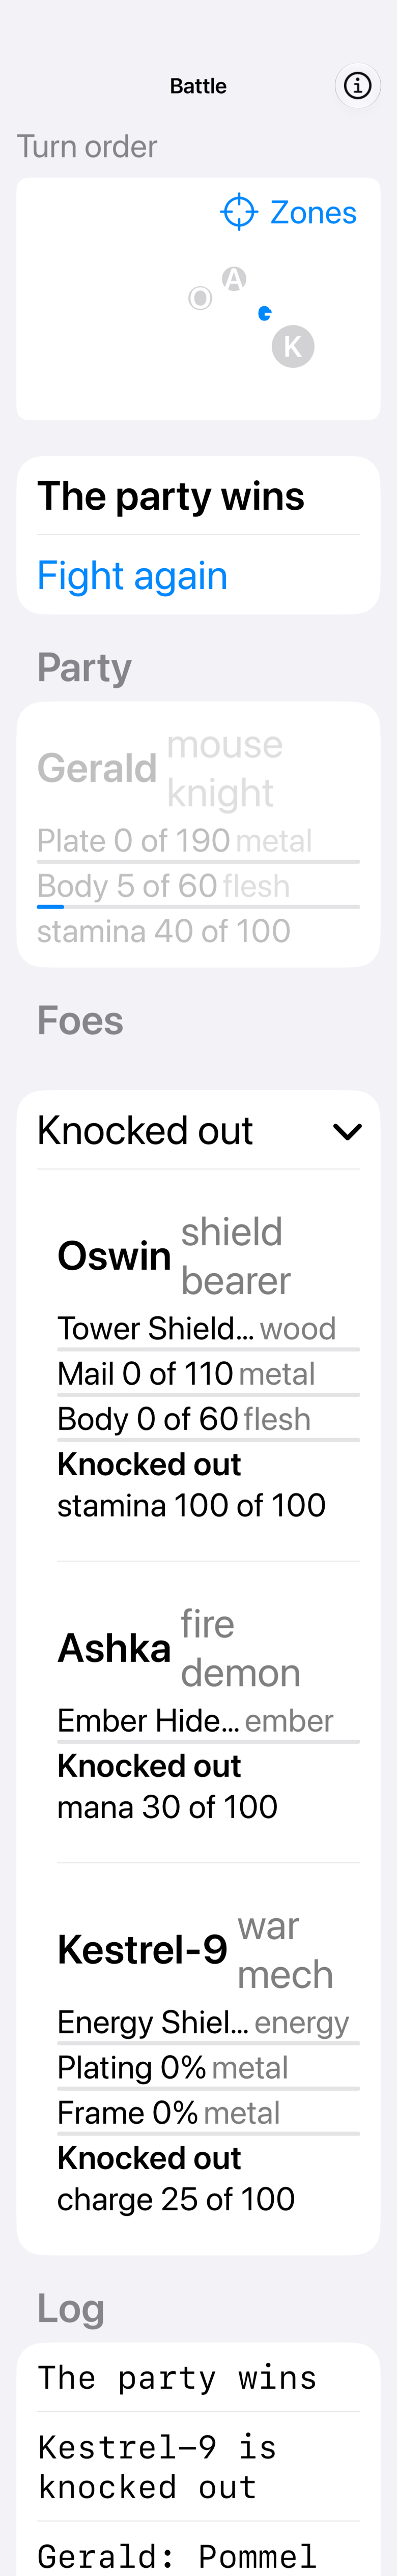 Battle
Turn order
Zones
A
O
G
K
The party wins
Fight again
Party
Gerald mouse knight
Plate 0 of 190 metal
Body 5 of 60 flesh
stamina 40 of 100
Foes
Knocked out
Oswin shield bearer
Tower Shield... wood
Mail 0 of 110 metal
Body 0 of 60 flesh
Knocked out
stamina 100 of 100
Ashka fire demon
Ember Hide... ember
Knocked out
mana 30 of 100
Kestrel-9 war mech
Energy Shiel... energy
Plating 0% metal
Frame 0% metal
Knocked out
charge 25 of 100
Log
The party wins
Kestrel-9 is
knocked out
Gerald: Pommel